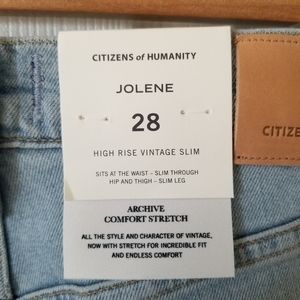 CITIZENS of HUMANITY
JOLENE
28
HIGH RISE VINTAGE SLIM
SITS AT THE WAIST – SLIM THROUGH
HIP AND THIGH – SLIM LEG
CITIZE
ARCHIVE
COMFORT STRETCH
ALL THE STYLE AND CHARACTER OF VINTAGE,
NOW WITH STRETCH FOR INCREDIBLE FIT
AND ENDLESS COMFORT